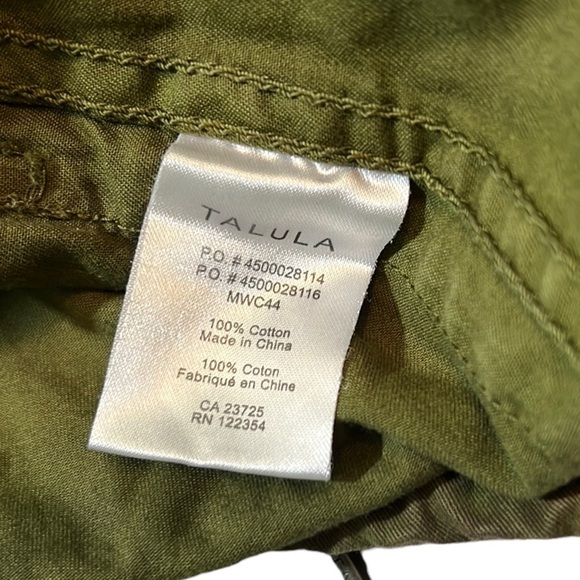 TALULA
P.O. # 4500028114
P.O. # 4500028116
MWC44
100% Cotton
Made in China
100% Coton
Fabriqué en Chine
CA 23725
RN 122354